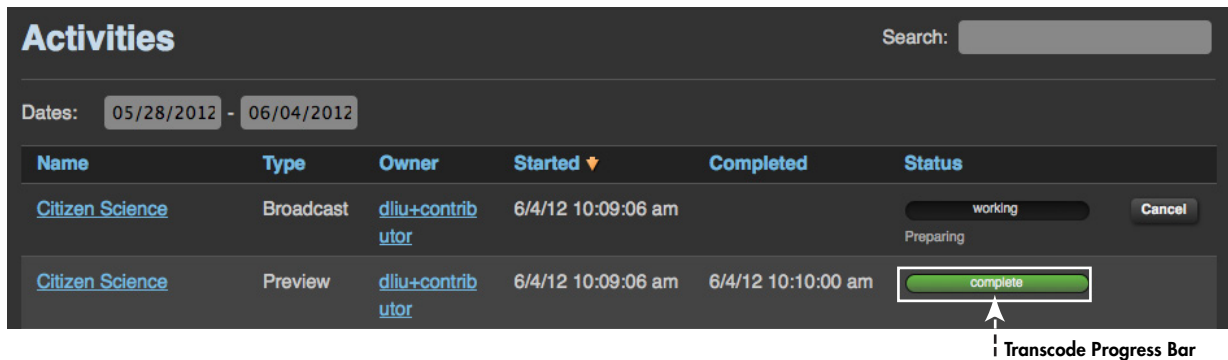 Activities
Search:
Dates: 05/28/2012 - 06/04/2012
Name Type Owner Started Completed Status
Citizen Science Broadcast dliu+contrib 6/4/12 10:09:06 am working Cancel
utor Preparing
Citizen Science Preview dliu+contrib 6/4/12 10:09:06 am 6/4/12 10:10:00 am complete
utor
Transcode Progress Bar